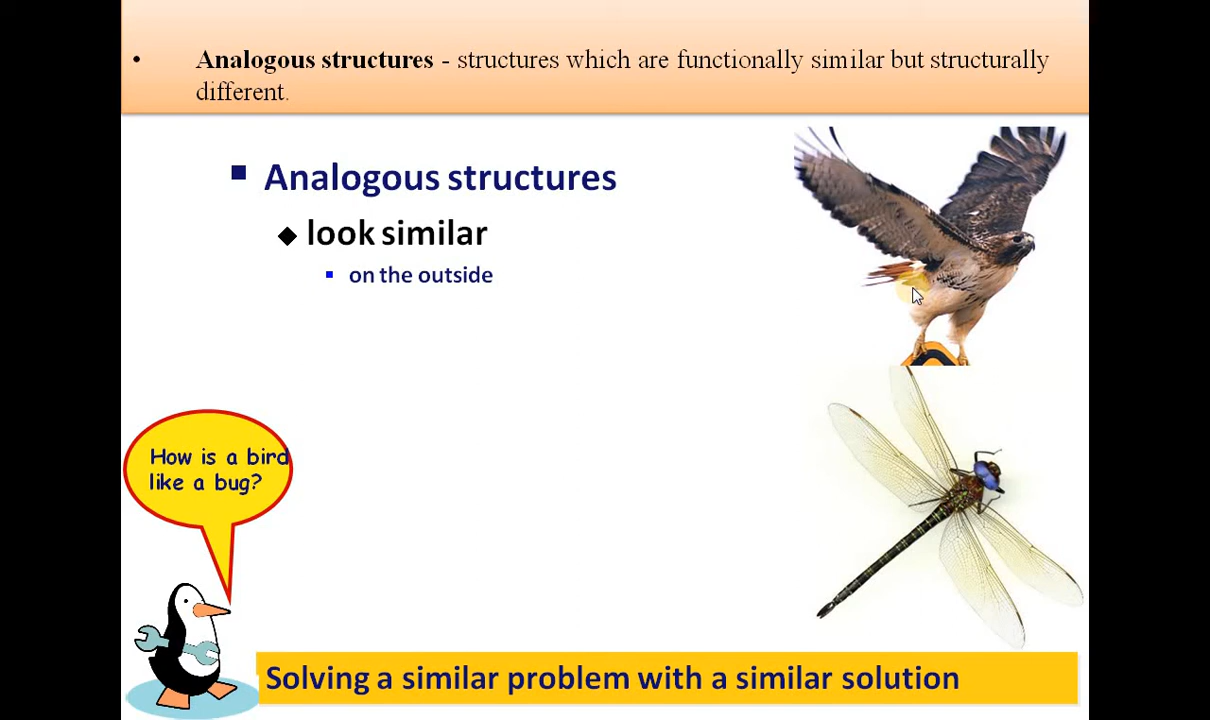 • Analogous structures - structures which are functionally similar but structurally
different.
▪ Analogous structures
◆ look similar
▪ on the outside
How is a bird
like a bug?
Solving a similar problem with a similar solution